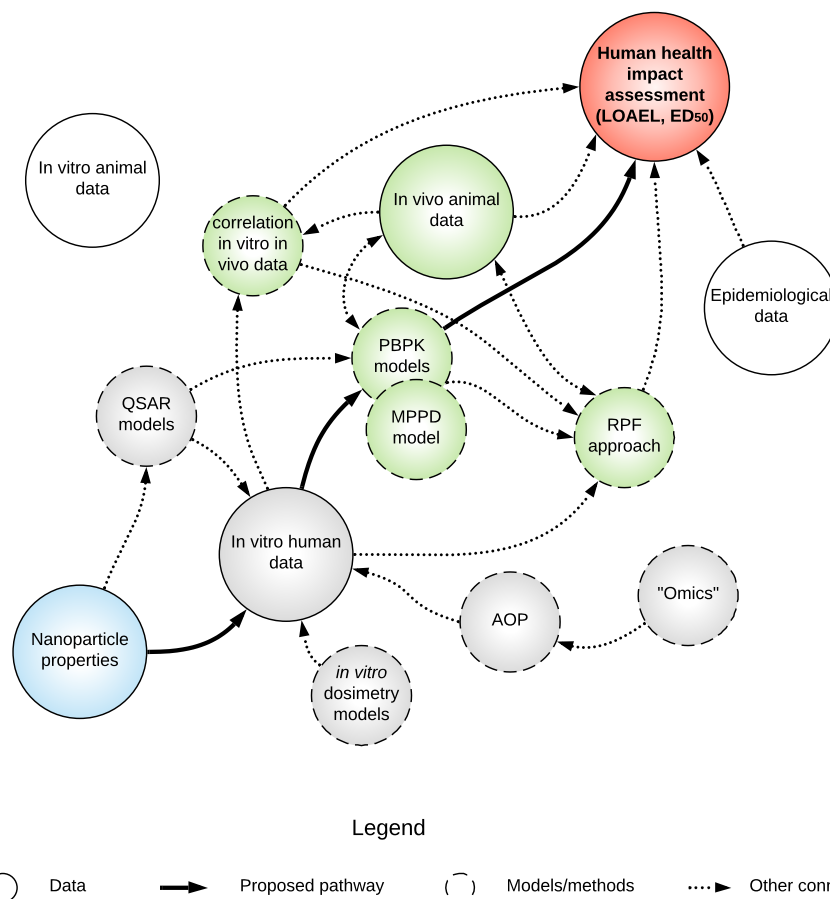 Human health
impact
assessment
(LOAEL, ED50)
In vitro animal
data
In vivo animal
data
correlation
in vitro in
vivo data
Epidemiological
data
PBPK
models
QSAR
models
MPPD
model
RPF
approach
In vitro human
data
"Omics"
AOP
Nanoparticle
properties
in vitro
dosimetry
models
Legend
Data
Proposed pathway
Models/methods
Other